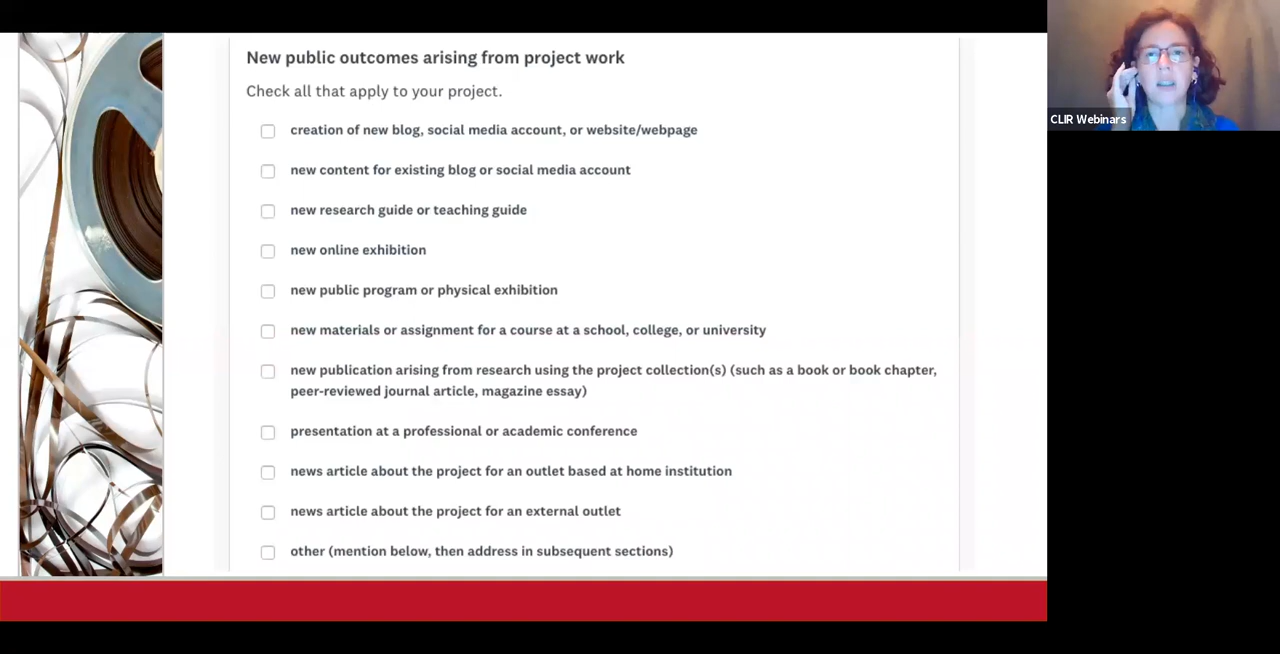 New public outcomes arising from project work
Check all that apply to your project.
creation of new blog, social media account, or website/webpage
new content for existing blog or social media account
new research guide or teaching guide
new online exhibition
new public program or physical exhibition
new materials or assignment for a course at a school, college, or university
new publication arising from research using the project collection(s) (such as a book or book chapter,
peer-reviewed journal article, magazine essay)
presentation at a professional or academic conference
news article about the project for an outlet based at home institution
news article about the project for an external outlet
other (mention below, then address in subsequent sections)
CLIR Webinars